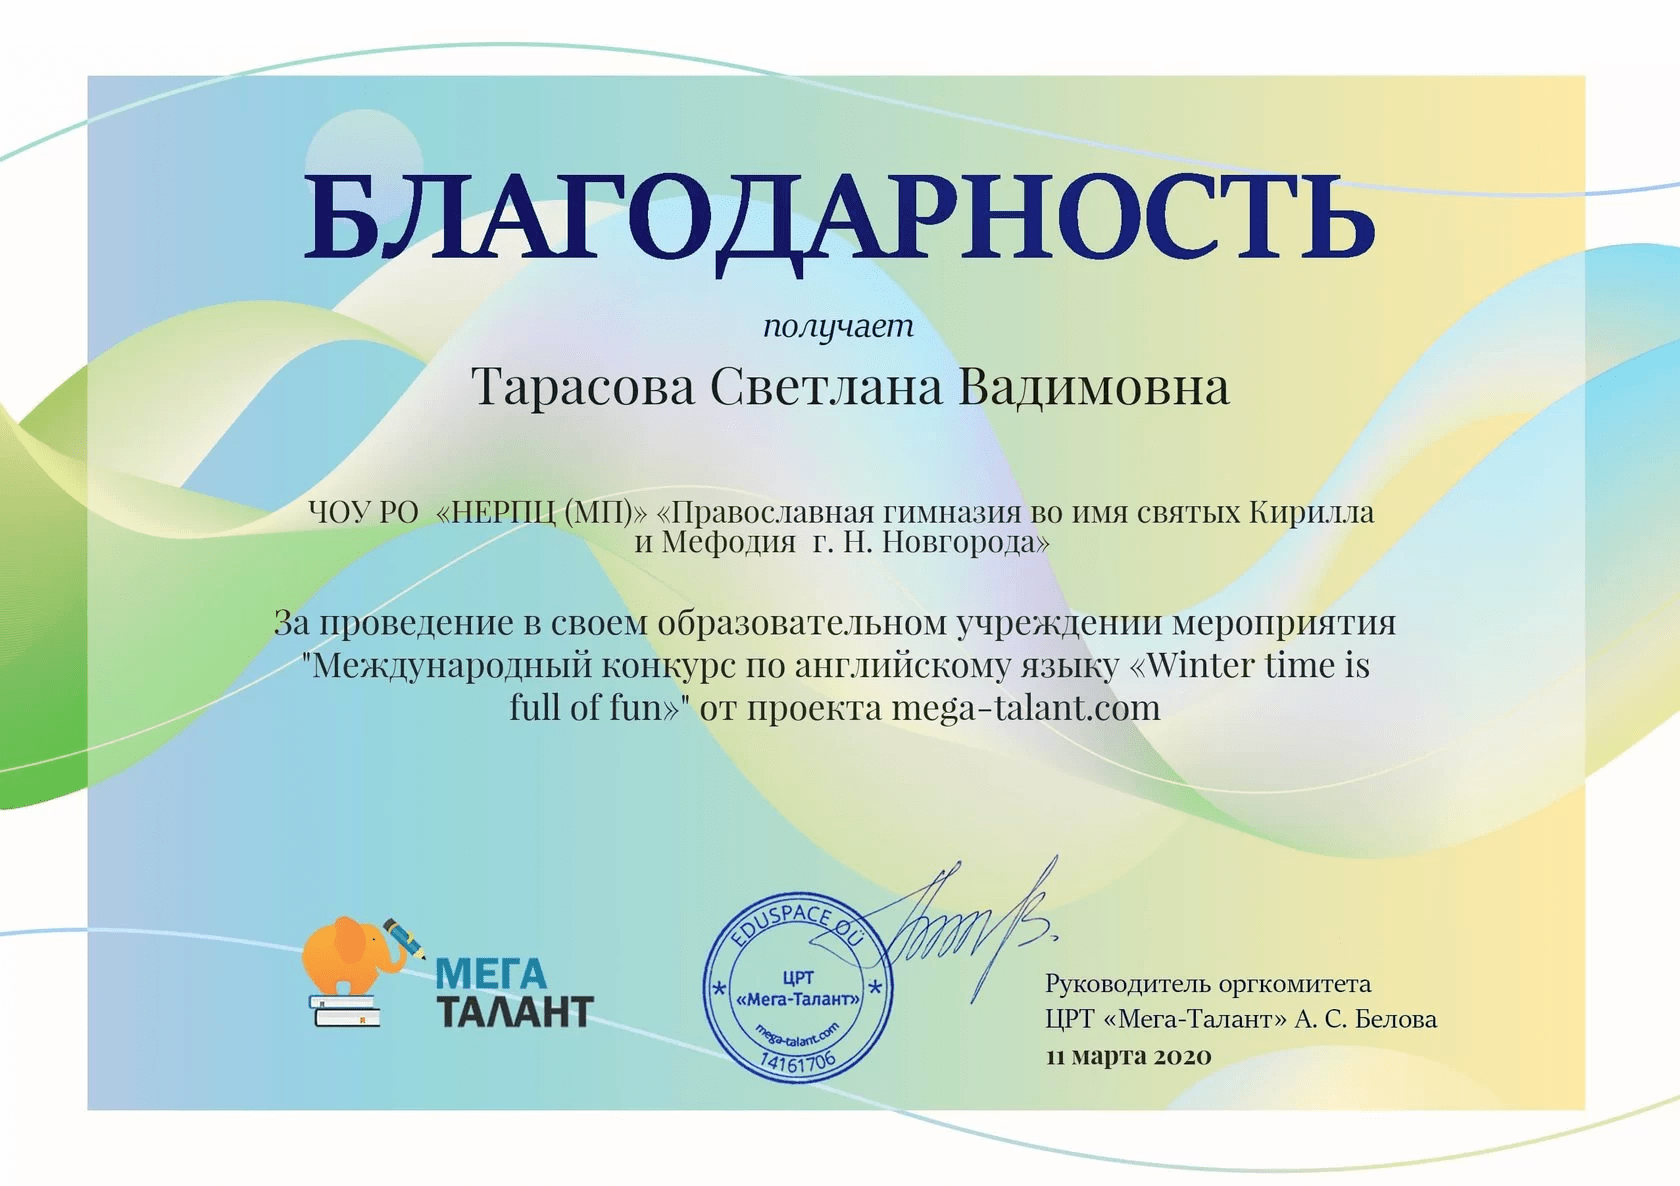 БЛАГОДАРНОСТЬ
получает
Тарасова Светлана Вадимовна
ЧОУ РО «НЕРПЦ (МП)» «Православная гимназия во имя святых Кирилла
и Мефодия г. Н. Новгорода»
За проведение в своем образовательном учреждении мероприятия
"Международный конкурс по английскому языку «Winter time is
full of fun»" от проекта mega-talant.com
МЕГА
ТАЛАНТ
EDUSPACE OÜ
ЦРТ
«Мега-Талант»
mega-talant.com
14161706
Руководитель оргкомитета
ЦРТ «Мега-Талант» А. С. Белова
11 марта 2020